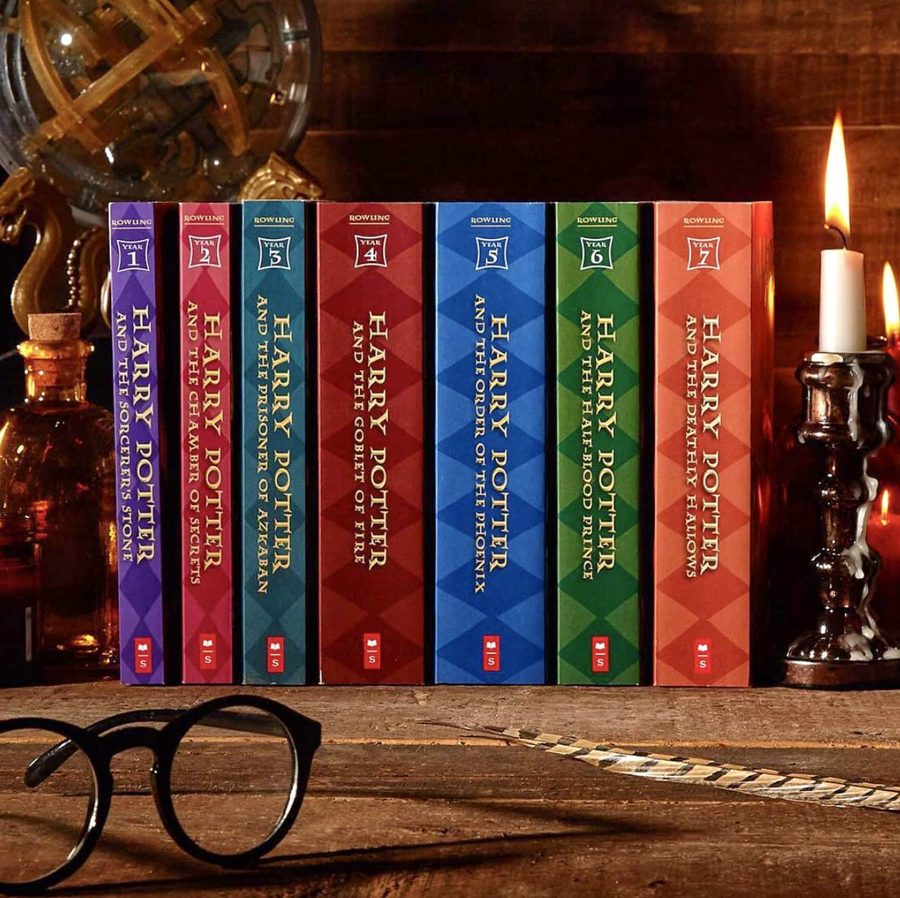 ROWLING
YEAR
1
HARRY POTTER
AND THE SORCERER'S STONE
S
ROWLING
YEAR
2
HARRY POTTER
AND THE CHAMBER OF SECRETS
S
ROWLING
YEAR
3
HARRY POTTER
AND THE PRISONER OF AZKABAN
S
ROWLING
YEAR
4
HARRY POTTER
AND THE GOBLET OF FIRE
S
ROWLING
YEAR
5
HARRY POTTER
AND THE ORDER OF THE PHOENIX
S
ROWLING
YEAR
6
HARRY POTTER
AND THE HALF-BLOOD PRINCE
S
ROWLING
YEAR
7
HARRY POTTER
AND THE DEATHLY HALLOWS
S